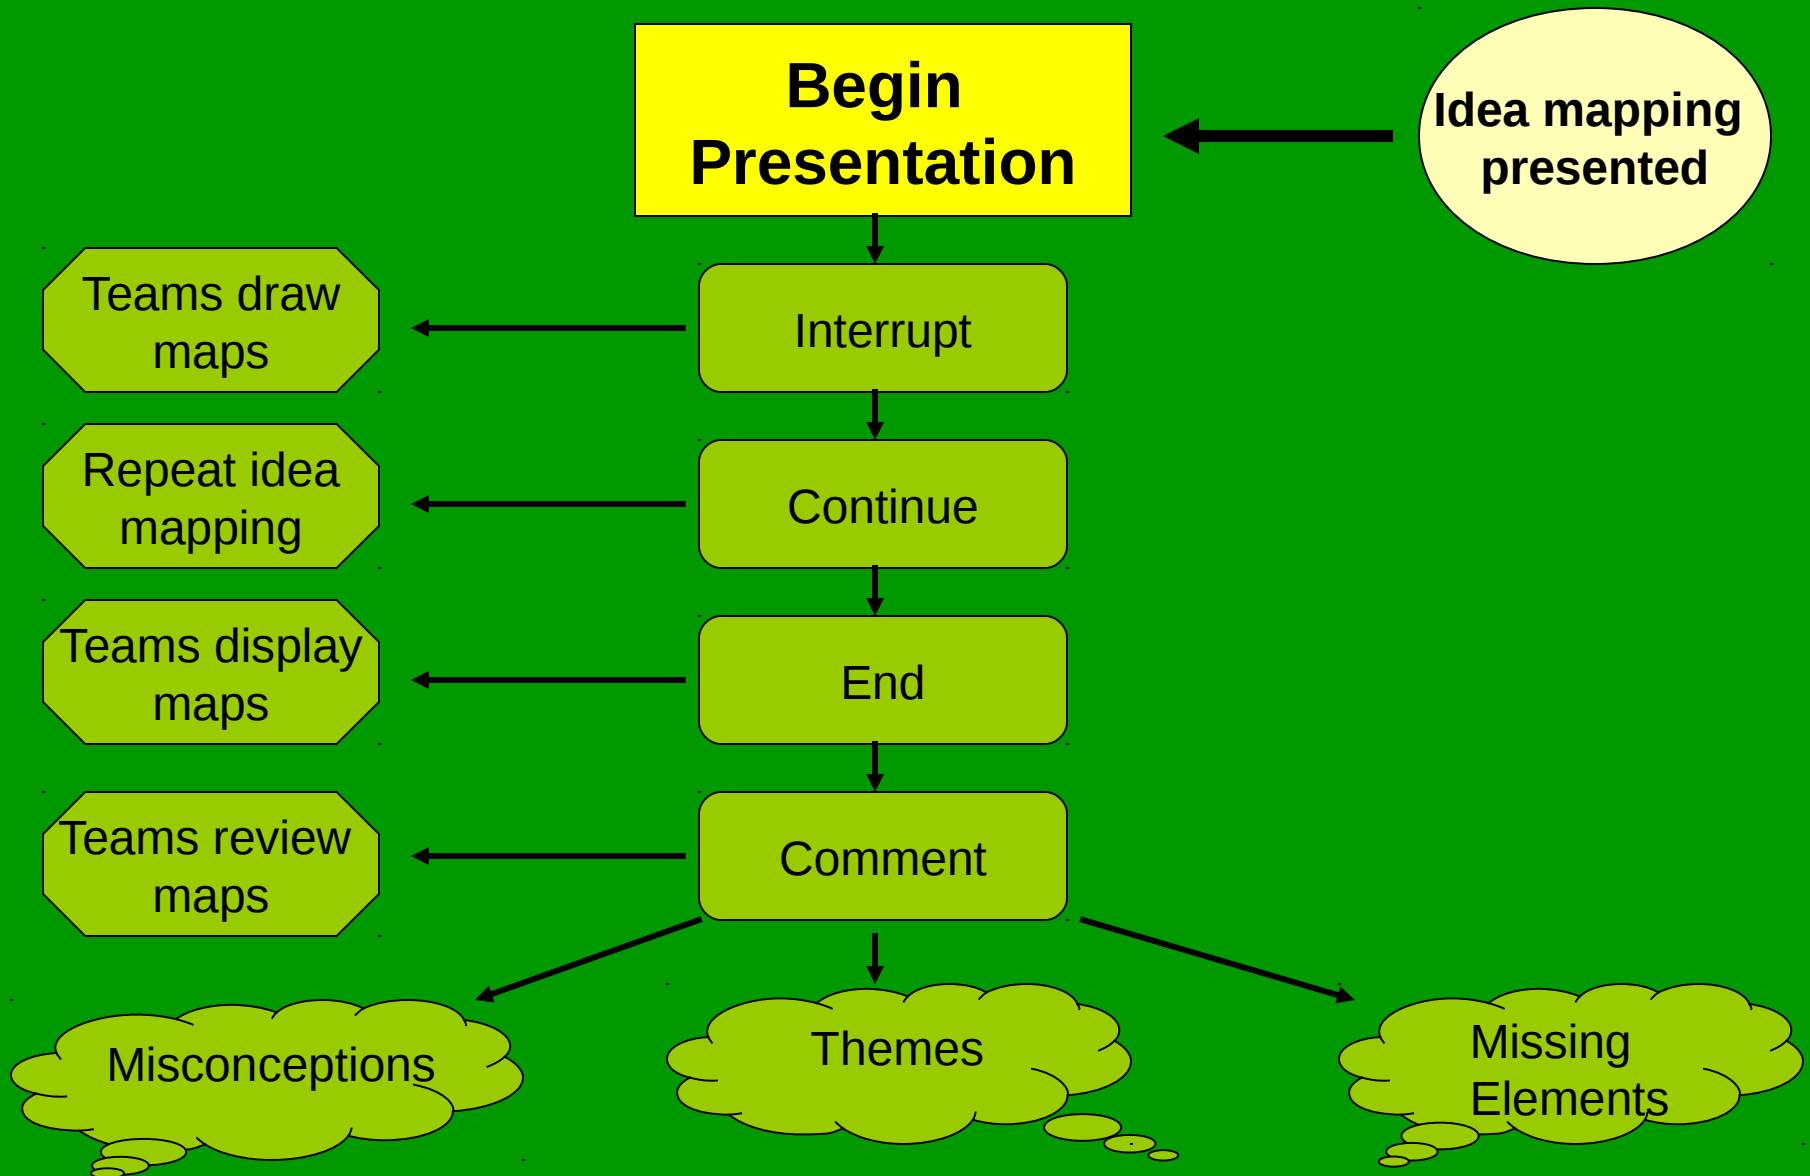 Begin
Presentation
Idea mapping
presented
Teams draw
maps
Interrupt
Repeat idea
mapping
Continue
Teams display
maps
End
Teams review
maps
Comment
Misconceptions
Themes
Missing
Elements